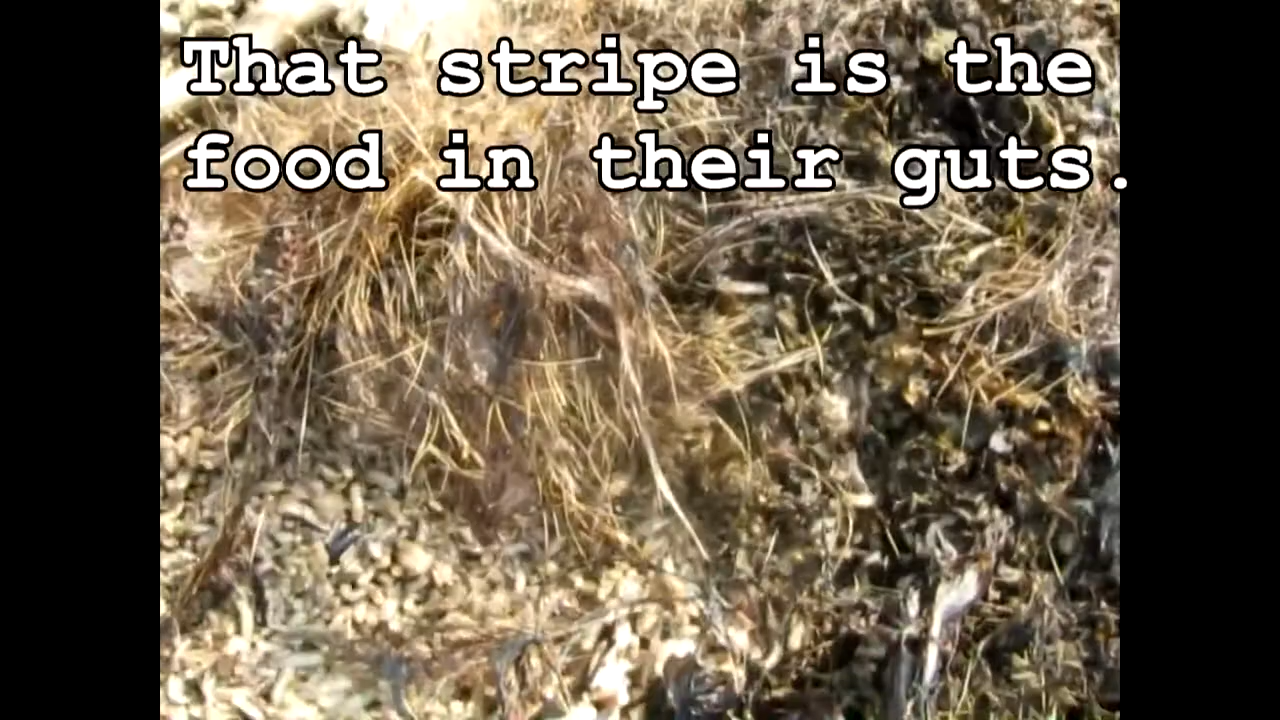 That stripe is the
food in their guts.